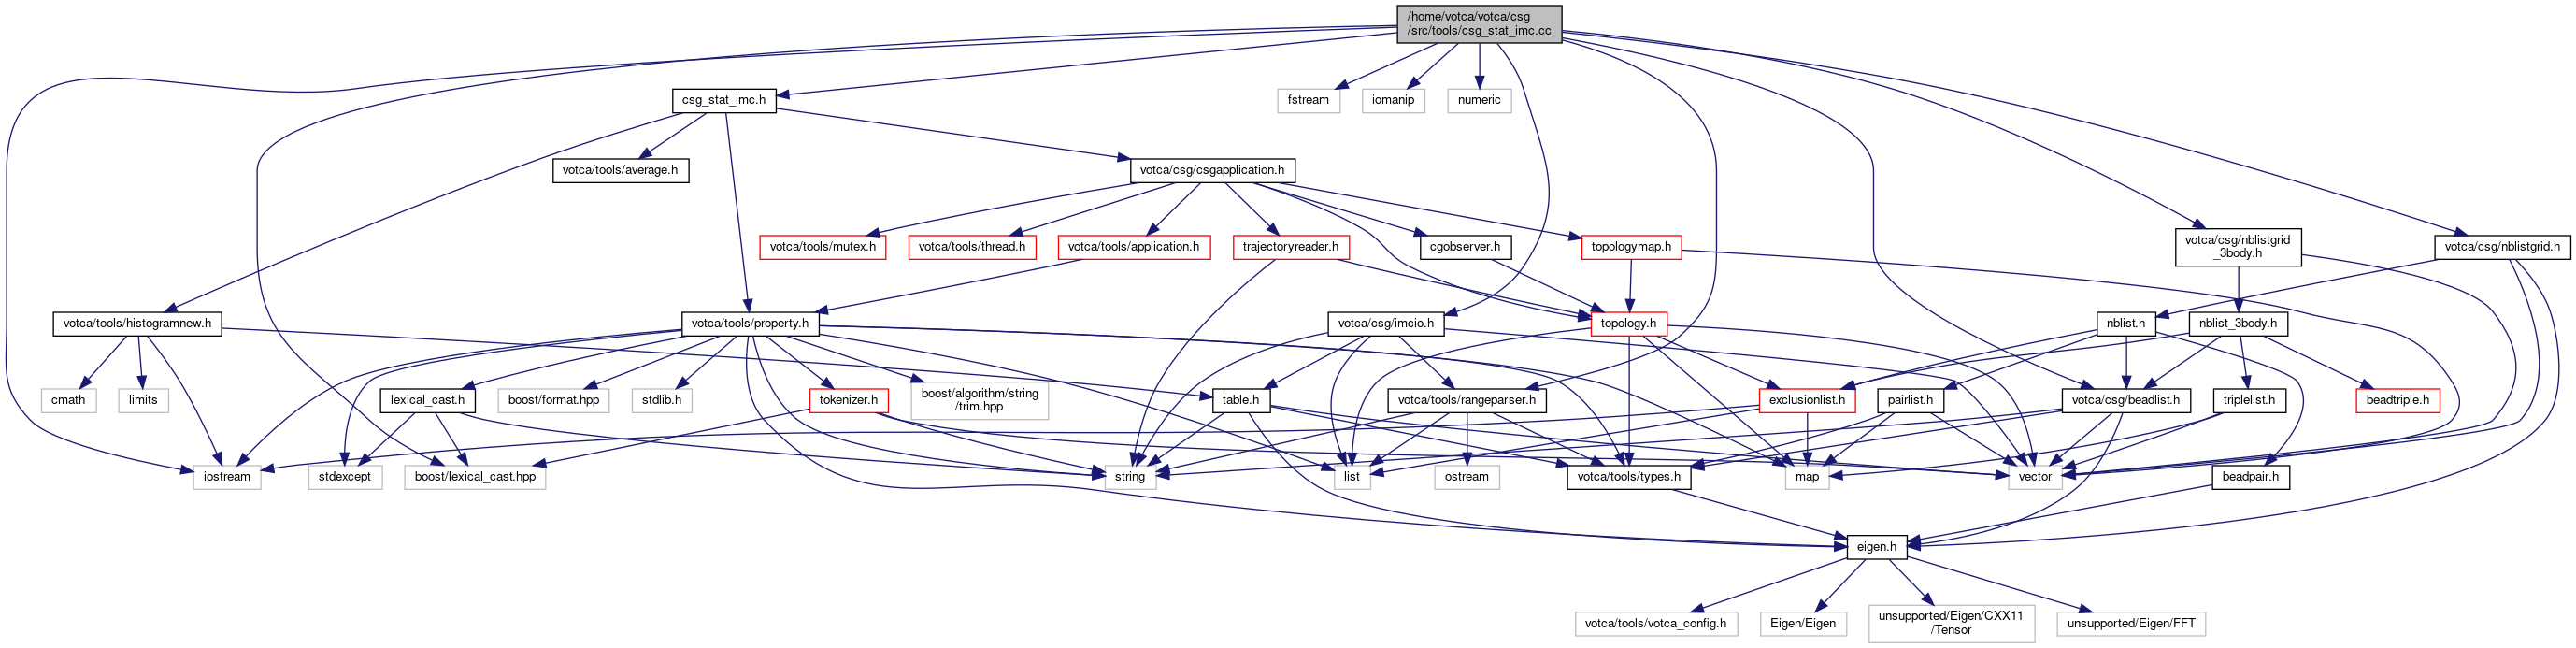 /home/votca/votca/csg
/src/tools/csg_stat_imc.cc
csg_stat_imc.h
fstream
iomanip
numeric
votca/tools/average.h
votca/csg/csgapplication.h
votca/tools/mutex.h
votca/tools/thread.h
votca/tools/application.h
trajectoryreader.h
cgobserver.h
topologymap.h
votca/csg/nblistgrid
_3body.h
votca/csg/nblistgrid.h
votca/tools/histogramnew.h
votca/tools/property.h
votca/csg/imcio.h
topology.h
nblist.h
nblist_3body.h
cmath
limits
lexical_cast.h
boost/format.hpp
stdlib.h
tokenizer.h
boost/algorithm/string
/trim.hpp
table.h
votca/tools/rangeparser.h
exclusionlist.h
pairlist.h
votca/csg/beadlist.h
triplelist.h
beadtriple.h
iostream
stdexcept
boost/lexical_cast.hpp
string
list
ostream
votca/tools/types.h
map
vector
beadpair.h
eigen.h
votca/tools/votca_config.h
Eigen/Eigen
unsupported/Eigen/CXX11
/Tensor
unsupported/Eigen/FFT